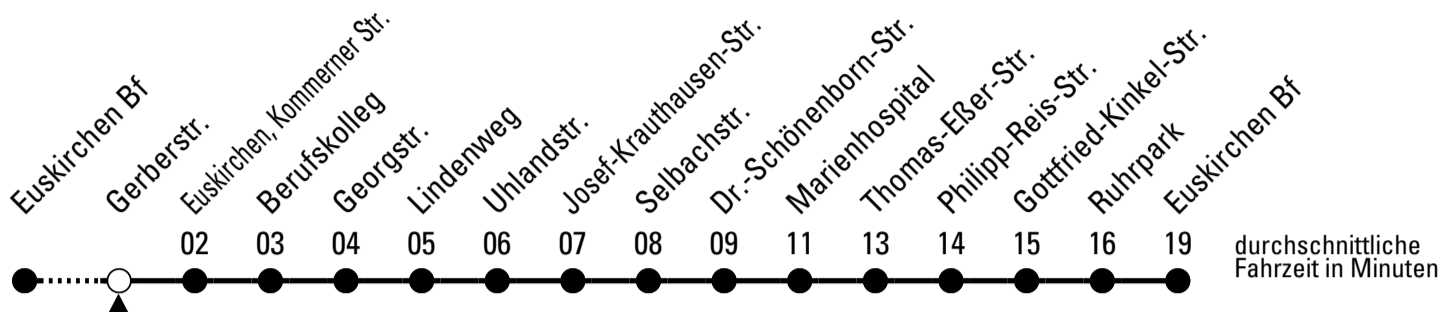 Euskirchen Bf
Gerberstr.
Euskirchen, Kommerner Str.
Berufskolleg
Georgstr.
Lindenweg
Uhlandstr.
Josef-Krauthausen-Str.
Selbachstr.
Dr.-Schönenborn-Str.
Marienhospital
Thomas-Eßer-Str.
Philipp-Reis-Str.
Gottfried-Kinkel-Str.
Ruhrpark
Euskirchen Bf
02 03 04 05 06 07 08 09 11 13 14 15 16 19
durchschnittliche
Fahrzeit in Minuten